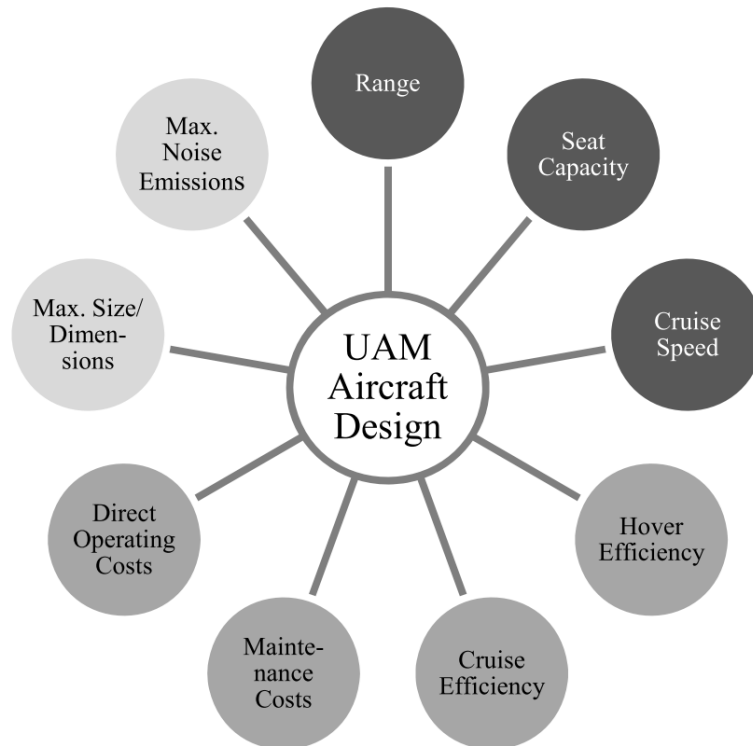 Range
Seat
Capacity
Cruise
Speed
Hover
Efficiency
Cruise
Efficiency
Mainte-
nance
Costs
Direct
Operating
Costs
Max. Size/
Dimen-
sions
Max.
Noise
Emissions
UAM
Aircraft
Design